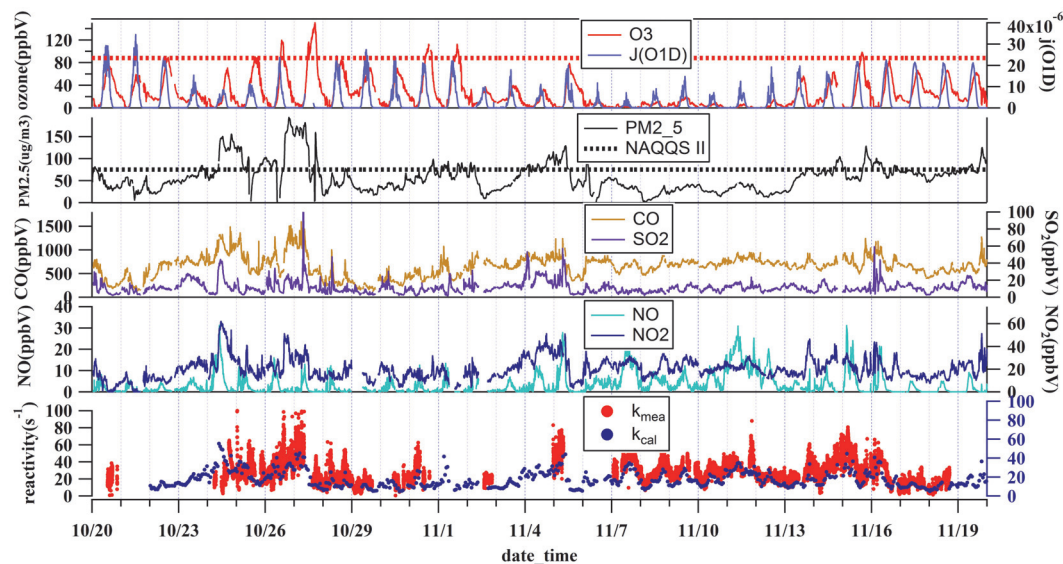 ozone(ppbV)
120
80
40
0
O3
J(O1D)
40x10-6
30
20
10
0
J(O1D)
PM2.5(ug/m3)
150
100
50
0
PM2_5
NAQQS II
CO(ppbV)
1500
1000
500
CO
SO2
100
80
60
40
20
0
SO2(ppbV)
NO(ppbV)
40
30
20
10
0
NO
NO2
60
40
20
0
NO2(ppbV)
reactivity(s-1)
100
80
60
40
20
0
kmea
kcal
100
80
60
40
20
0
10/20 10/23 10/26 10/29 11/1 11/4 11/7 11/10 11/13 11/16 11/19
date_time